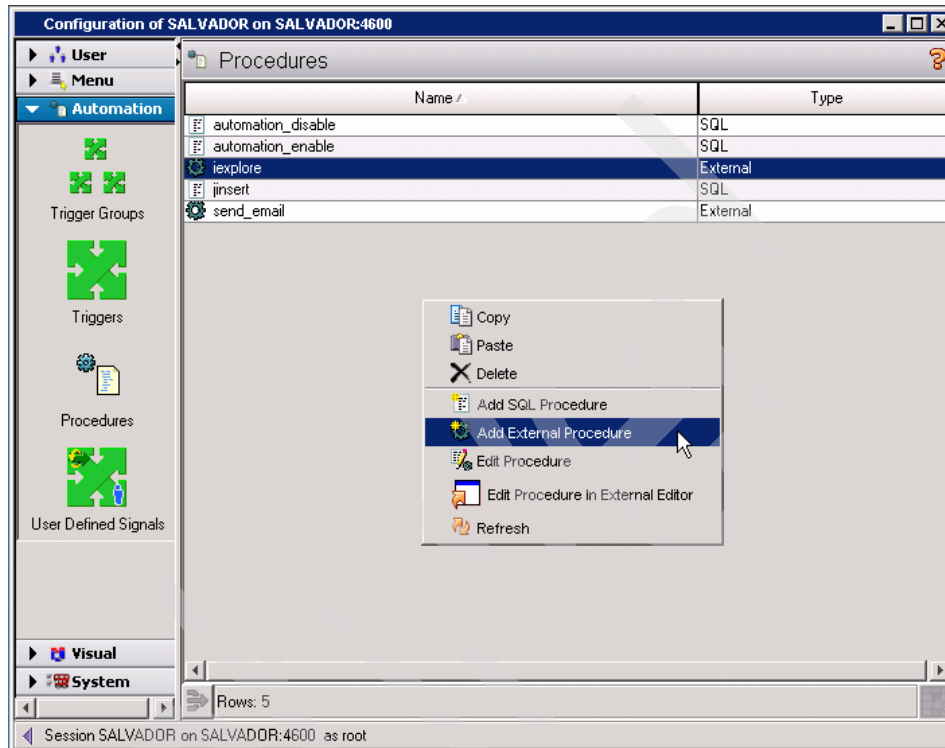 Configuration of SALVADOR on SALVADOR:4600
User
Menu
Automation
Trigger Groups
Triggers
Procedures
User Defined Signals
Visual
System
Procedures
Name Type
automation_disable SQL
automation_enable SQL
iexplore External
jinsert SQL
send_email External
Copy
Paste
Delete
Add SQL Procedure
Add External Procedure
Edit Procedure
Edit Procedure in External Editor
Refresh
Rows: 5
Session SALVADOR on SALVADOR:4600 as root